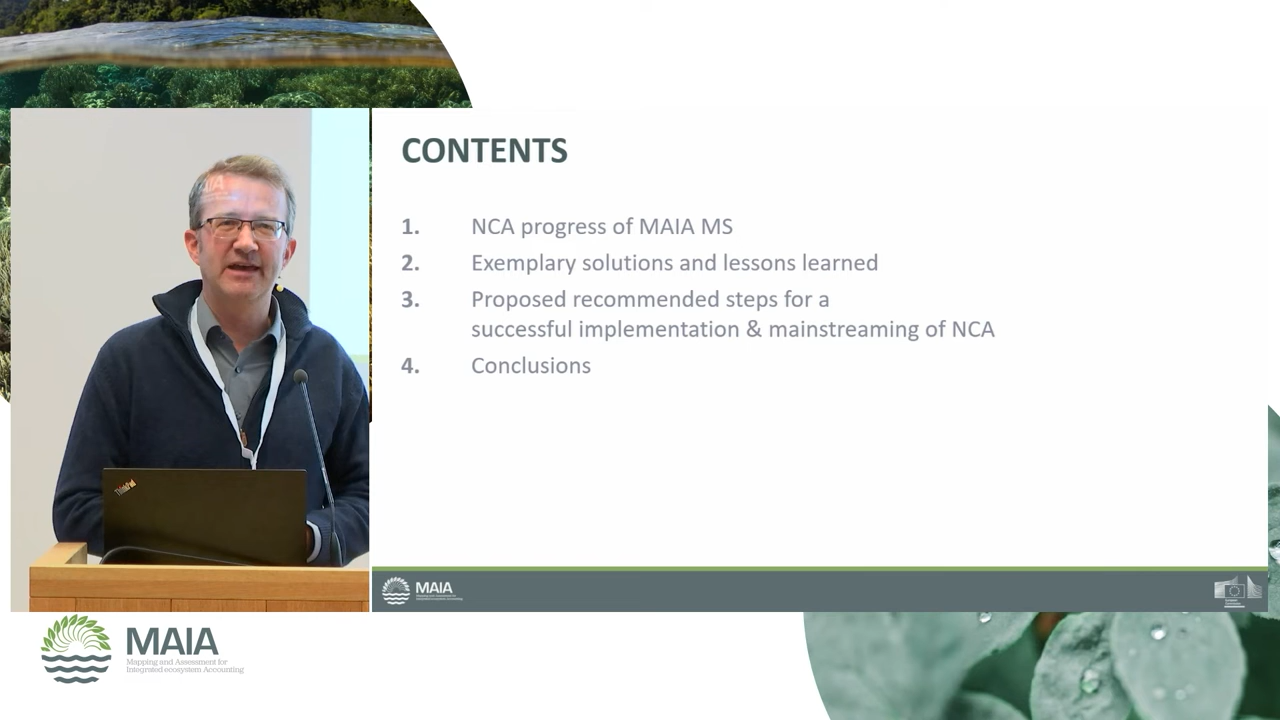 CONTENTS
1. NCA progress of MAIA MS
2. Exemplary solutions and lessons learned
3. Proposed recommended steps for a
successful implementation & mainstreaming of NCA
4. Conclusions
ThinkPad
MAIA
MAIA
Mapping and Assessment for
Integrated ecosystem Accounting